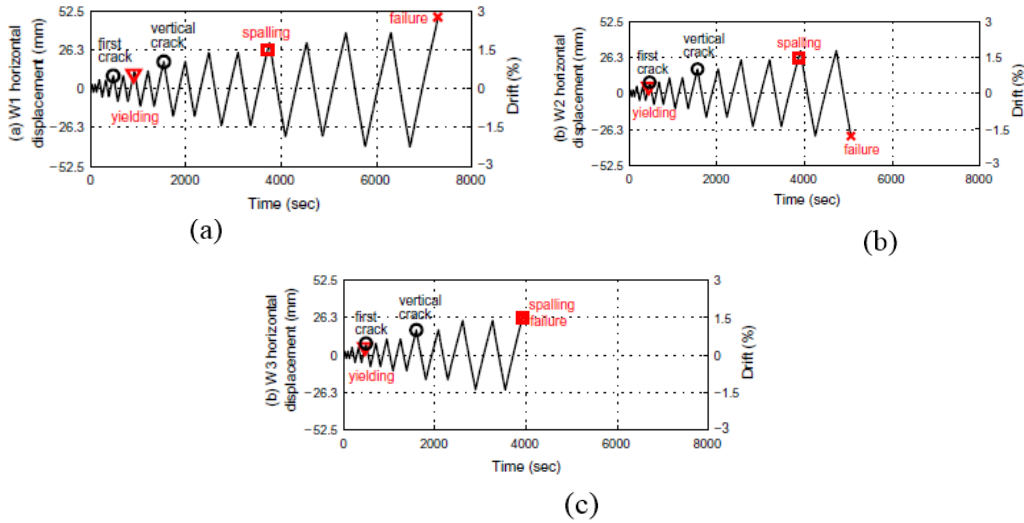 (a) W1 horizontal
displacement (mm)
52.5
26.3
0
−26.3
−52.5
first
crack
vertical
crack
yielding
spalling
failure
3
1.5
0
−1.5
−3
Drift (%)
0
2000
4000
6000
8000
Time (sec)
(a)
(b) W2 horizontal
displacement (mm)
52.5
26.3
0
−26.3
−52.5
first
crack
vertical
crack
yielding
spalling
failure
3
1.5
0
−1.5
−3
Drift (%)
0
2000
4000
6000
8000
Time (sec)
(b)
(b) W3 horizontal
displacement (mm)
52.5
26.3
0
−26.3
−52.5
first
crack
vertical
crack
yielding
spalling
failure
3
1.5
0
−1.5
−3
Drift (%)
0
2000
4000
6000
8000
Time (sec)
(c)